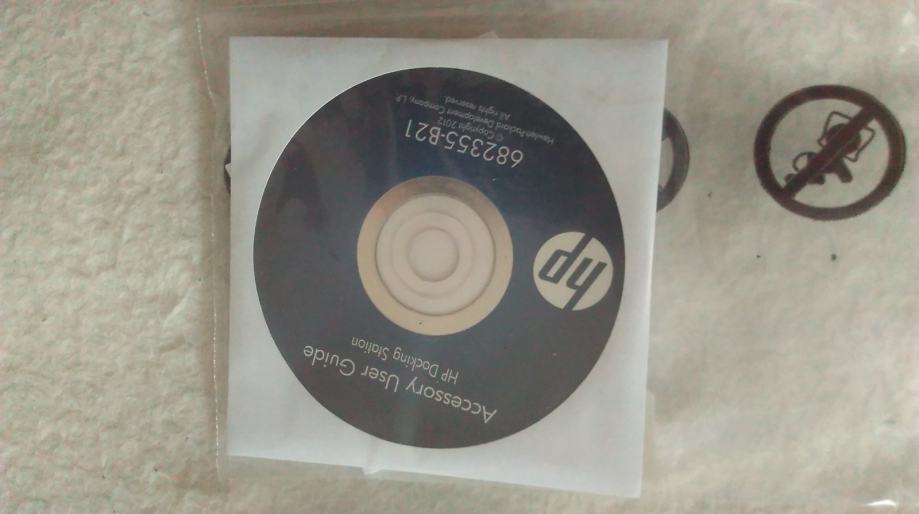 Accessory User Guide
HP Docking Station
hp
682355-B21
© Copyright 2012
Hewlett-Packard Development Company, L.P.
All rights reserved.